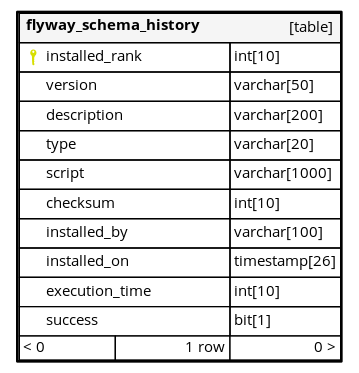 flyway_schema_history [table]
installed_rank int[10]
version varchar[50]
description varchar[200]
type varchar[20]
script varchar[1000]
checksum int[10]
installed_by varchar[100]
installed_on timestamp[26]
execution_time int[10]
success bit[1]
< 0 1 row 0 >